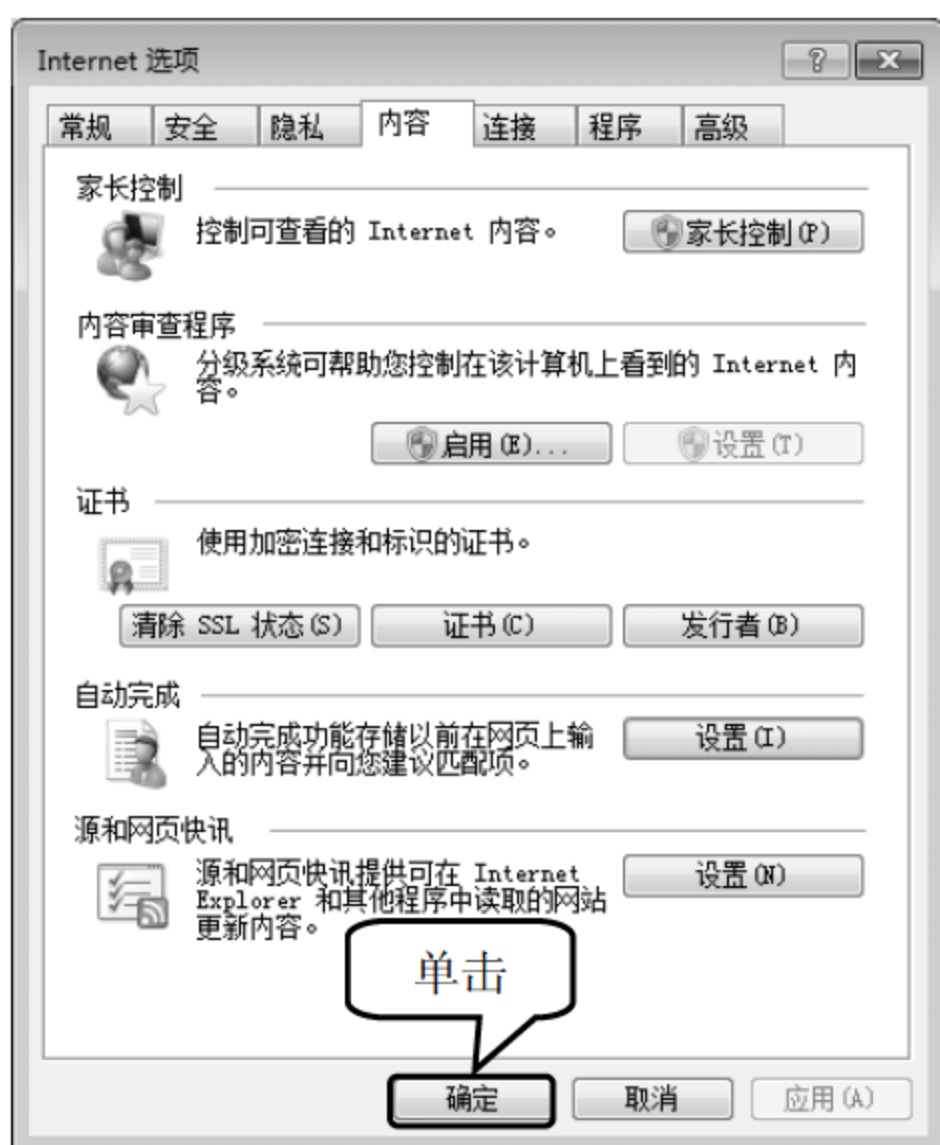 Internet 选项
常规 安全 隐私 内容 连接 程序 高级
家长控制
控制可查看的 Internet 内容。 家长控制(P)
内容审查程序
分级系统可帮助您控制在该计算机上看到的 Internet 内
容。
启用(E)... 设置(T)
证书
使用加密连接和标识的证书。
清除 SSL 状态(S) 证书(C) 发行者(B)
自动完成
自动完成功能存储以前在网页上输
入的内容并向您建议匹配项。
设置(I)
源和网页快讯
源和网页快讯提供可在 Internet
Explorer 和其他程序中读取的网站
更新内容。
设置(N)
单击
确定 取消 应用(A)